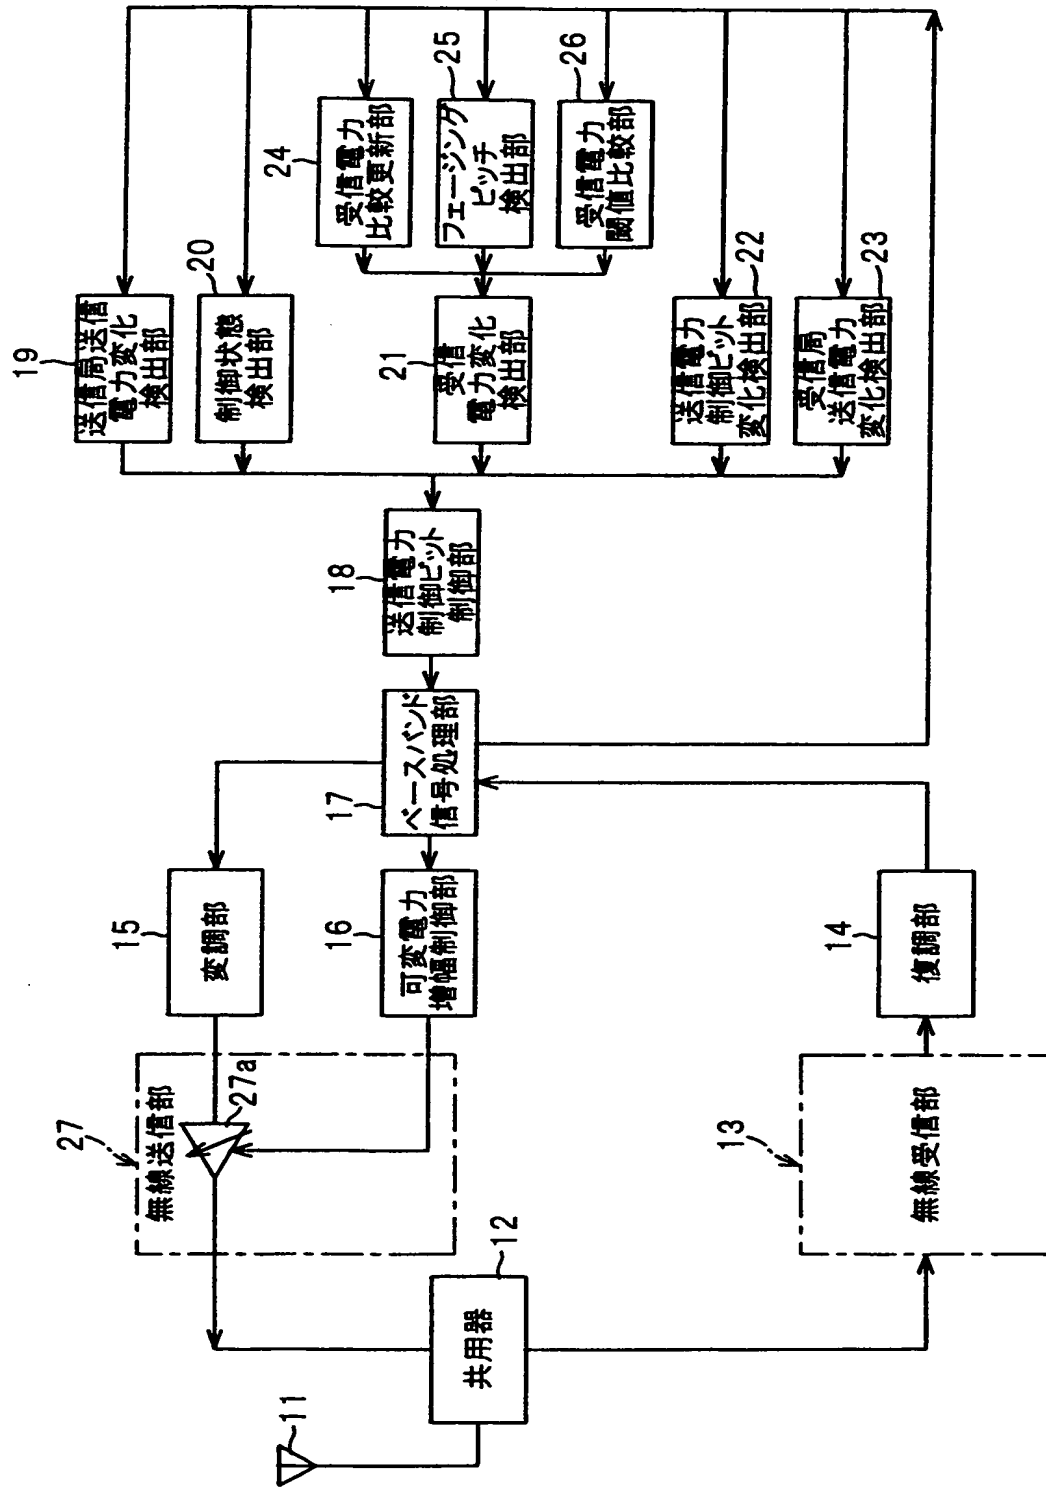 11
共用器
12
27
無線送信部
27a
13
無線受信部
15
変調部
16
可変電力
増幅制御部
14
復調部
17
ベースバンド
信号処理部
18
送信電力
制御ビット
制御部
19
送信局送信
電力変化
検出部
20
制御状態
検出部
21
受信
電力変化
検出部
送信電力
制御ビット
変化検出部
22
受信局
送信電力
変化検出部
23
24
受信電力
比較更新部
25
フェージング
ピッチ
検出部
26
受信電力
閾値比較部